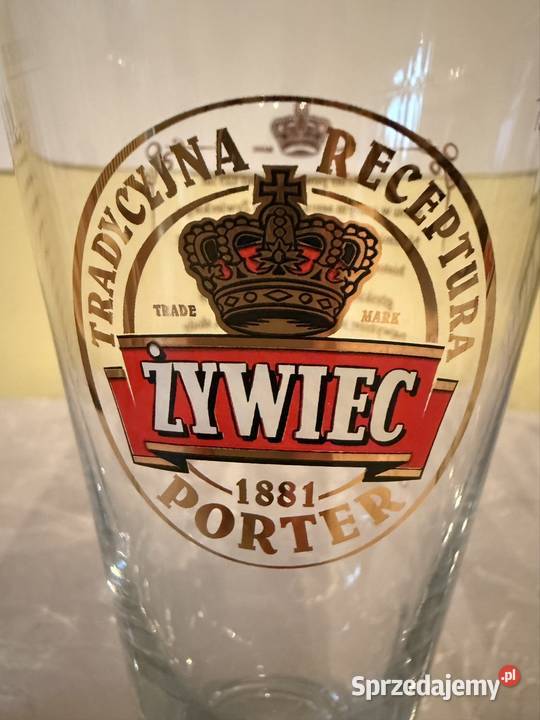 TRADYCYJNA RECEPTURA
TRADE MARK
ŻYWIEC
1881
PORTER
Sprzedajemy.pl